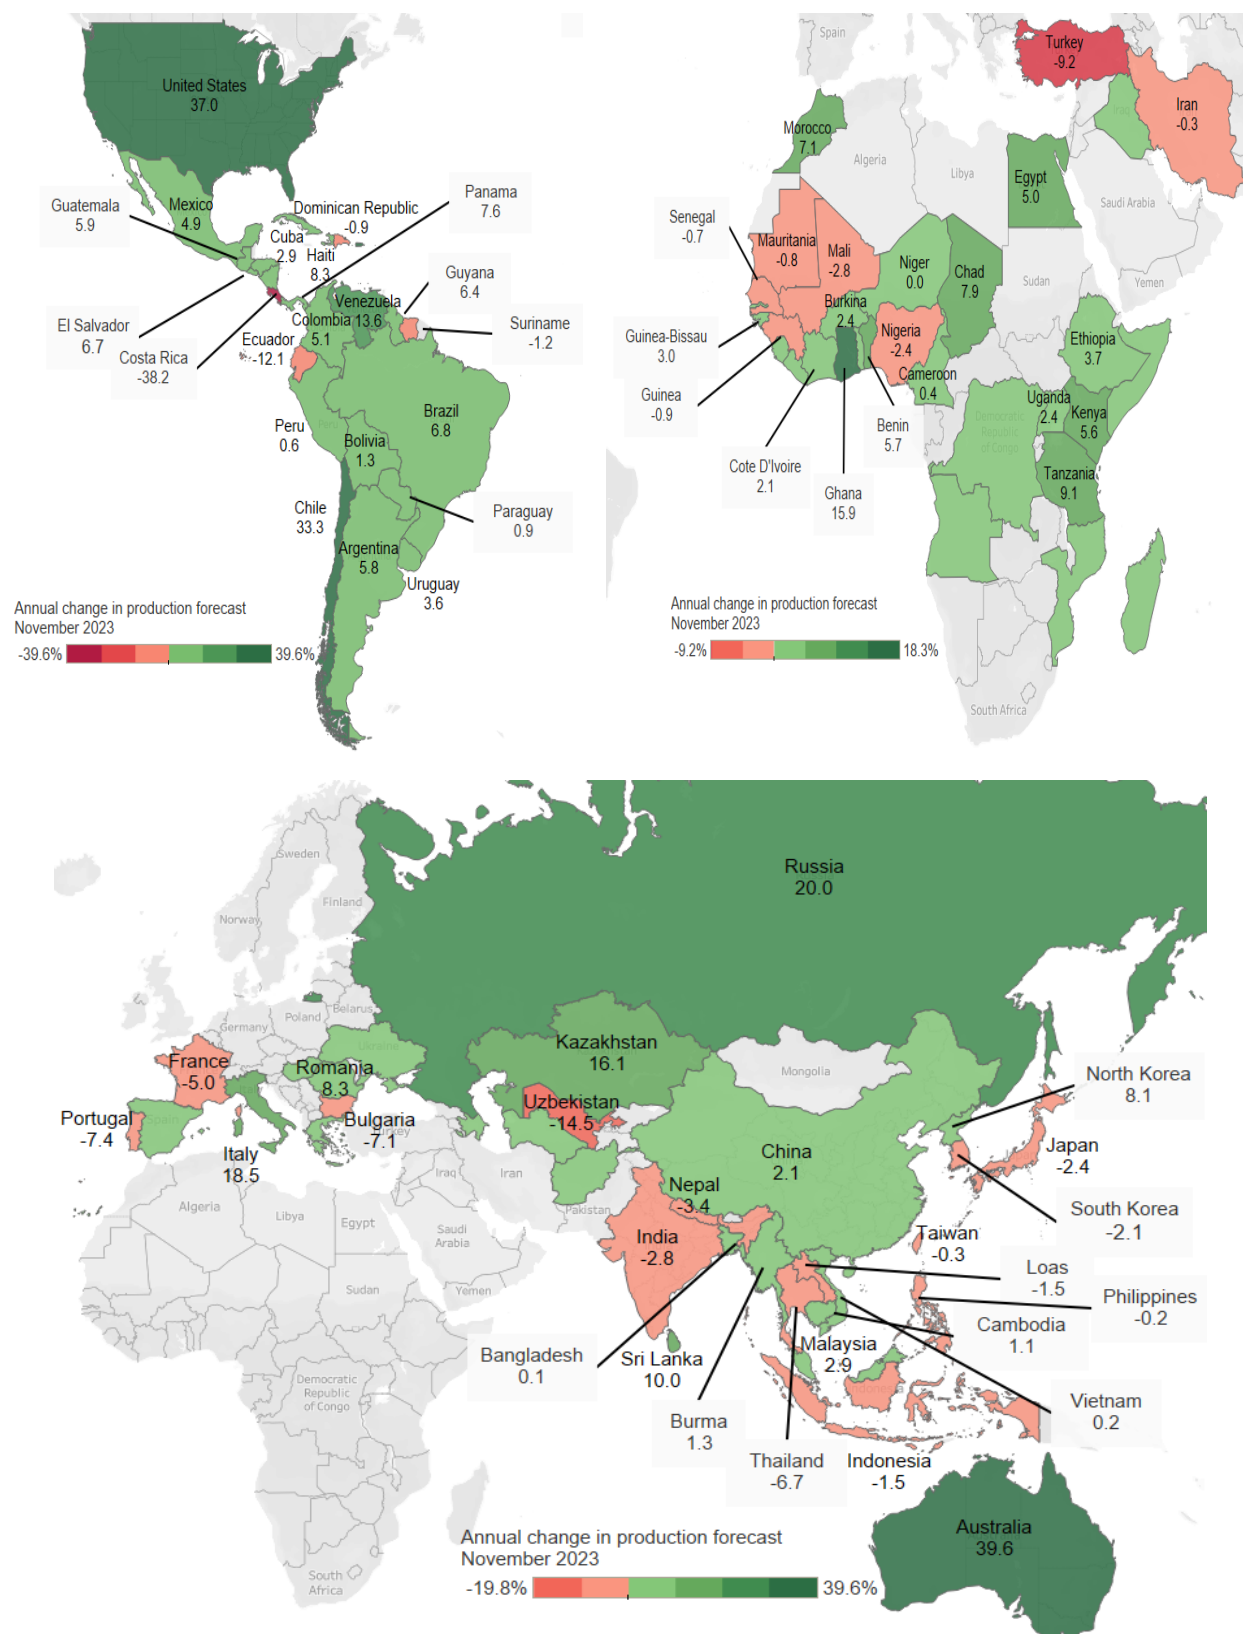 United States
37.0
Guatemala
5.9
Mexico
4.9
Dominican Republic
-0.9
Panama
7.6
Cuba
2.9
Haiti
8.3
Guyana
6.4
Venezuela
13.6
Colombia
5.1
Suriname
-1.2
El Salvador
6.7
Costa Rica
-38.2
Ecuador
-12.1
Brazil
6.8
Peru
0.6
Peru
Bolivia
1.3
Chile
33.3
Paraguay
0.9
Argentina
5.8
Uruguay
3.6
Annual change in production forecast
November 2023
-39.6%
39.6%
Spain
Turkey
-9.2
Iran
-0.3
Iraq
Morocco
7.1
Algeria
Libya
Egypt
5.0
Saudi Arabia
Senegal
-0.7
Mauritania
-0.8
Mali
-2.8
Niger
0.0
Chad
7.9
Sudan
Yemen
Burkina
2.4
Guinea-Bissau
3.0
Nigeria
-2.4
Ethiopia
3.7
Guinea
-0.9
Cameroon
0.4
Uganda
2.4
Kenya
5.6
Democratic
Republic
of Congo
Benin
5.7
Cote D'Ivoire
2.1
Ghana
15.9
Tanzania
9.1
South Africa
Annual change in production forecast
November 2023
-9.2%
18.3%
Russia
20.0
Sweden
Finland
Norway
Belarus
Poland
Germany
Ukraine
Kazakhstan
16.1
Mongolia
France
-5.0
Romania
8.3
North Korea
8.1
Uzbekistan
-14.5
Portugal
-7.4
Spain
Italy
Italy
18.5
Bulgaria
-7.1
Turkey
China
2.1
Japan
-2.4
Iraq
Iran
Nepal
-3.4
South Korea
-2.1
Algeria
Libya
Egypt
Saudi
Arabia
Pakistan
India
-2.8
Taiwan
-0.3
Loas
-1.5
Sudan
Yemen
Philippines
-0.2
Cambodia
1.1
Bangladesh
0.1
Sri Lanka
10.0
Malaysia
2.9
Democratic
Republic
of Congo
Indonesia
Burma
1.3
Vietnam
0.2
Thailand
-6.7
Indonesia
-1.5
Australia
39.6
South
Africa
Annual change in production forecast
November 2023
-19.8%
39.6%